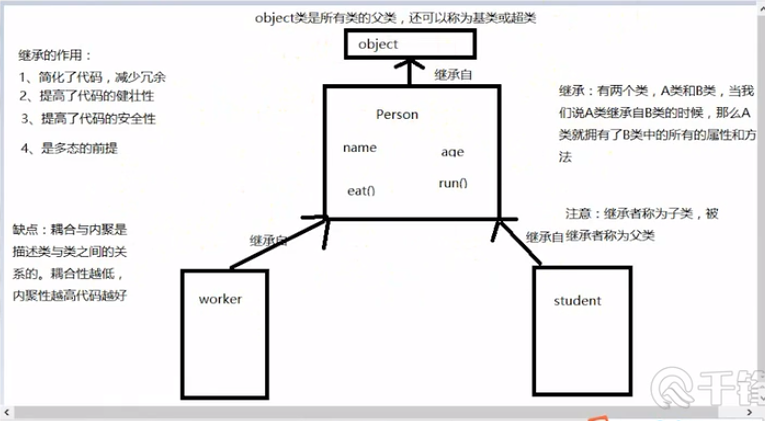 object类是所有类的父类，还可以称为基类或超类
object
继承的作用：
1、简化了代码，减少冗余
2、提高了代码的健壮性
3、提高了代码的安全性
4、是多态的前提
继承自
Person
name
age
eat()
run()
继承：有两个类，A类和B类，当我
们说A类继承自B类的时候，那么A
类就拥有了B类中的所有的属性和方
法
注意：继承者称为子类，被
继承者称为父类
缺点：耦合与内聚是
描述类与类之间的关
系的。耦合性越低，
内聚性越高代码越好
继承自
继承自
worker
student
千锋